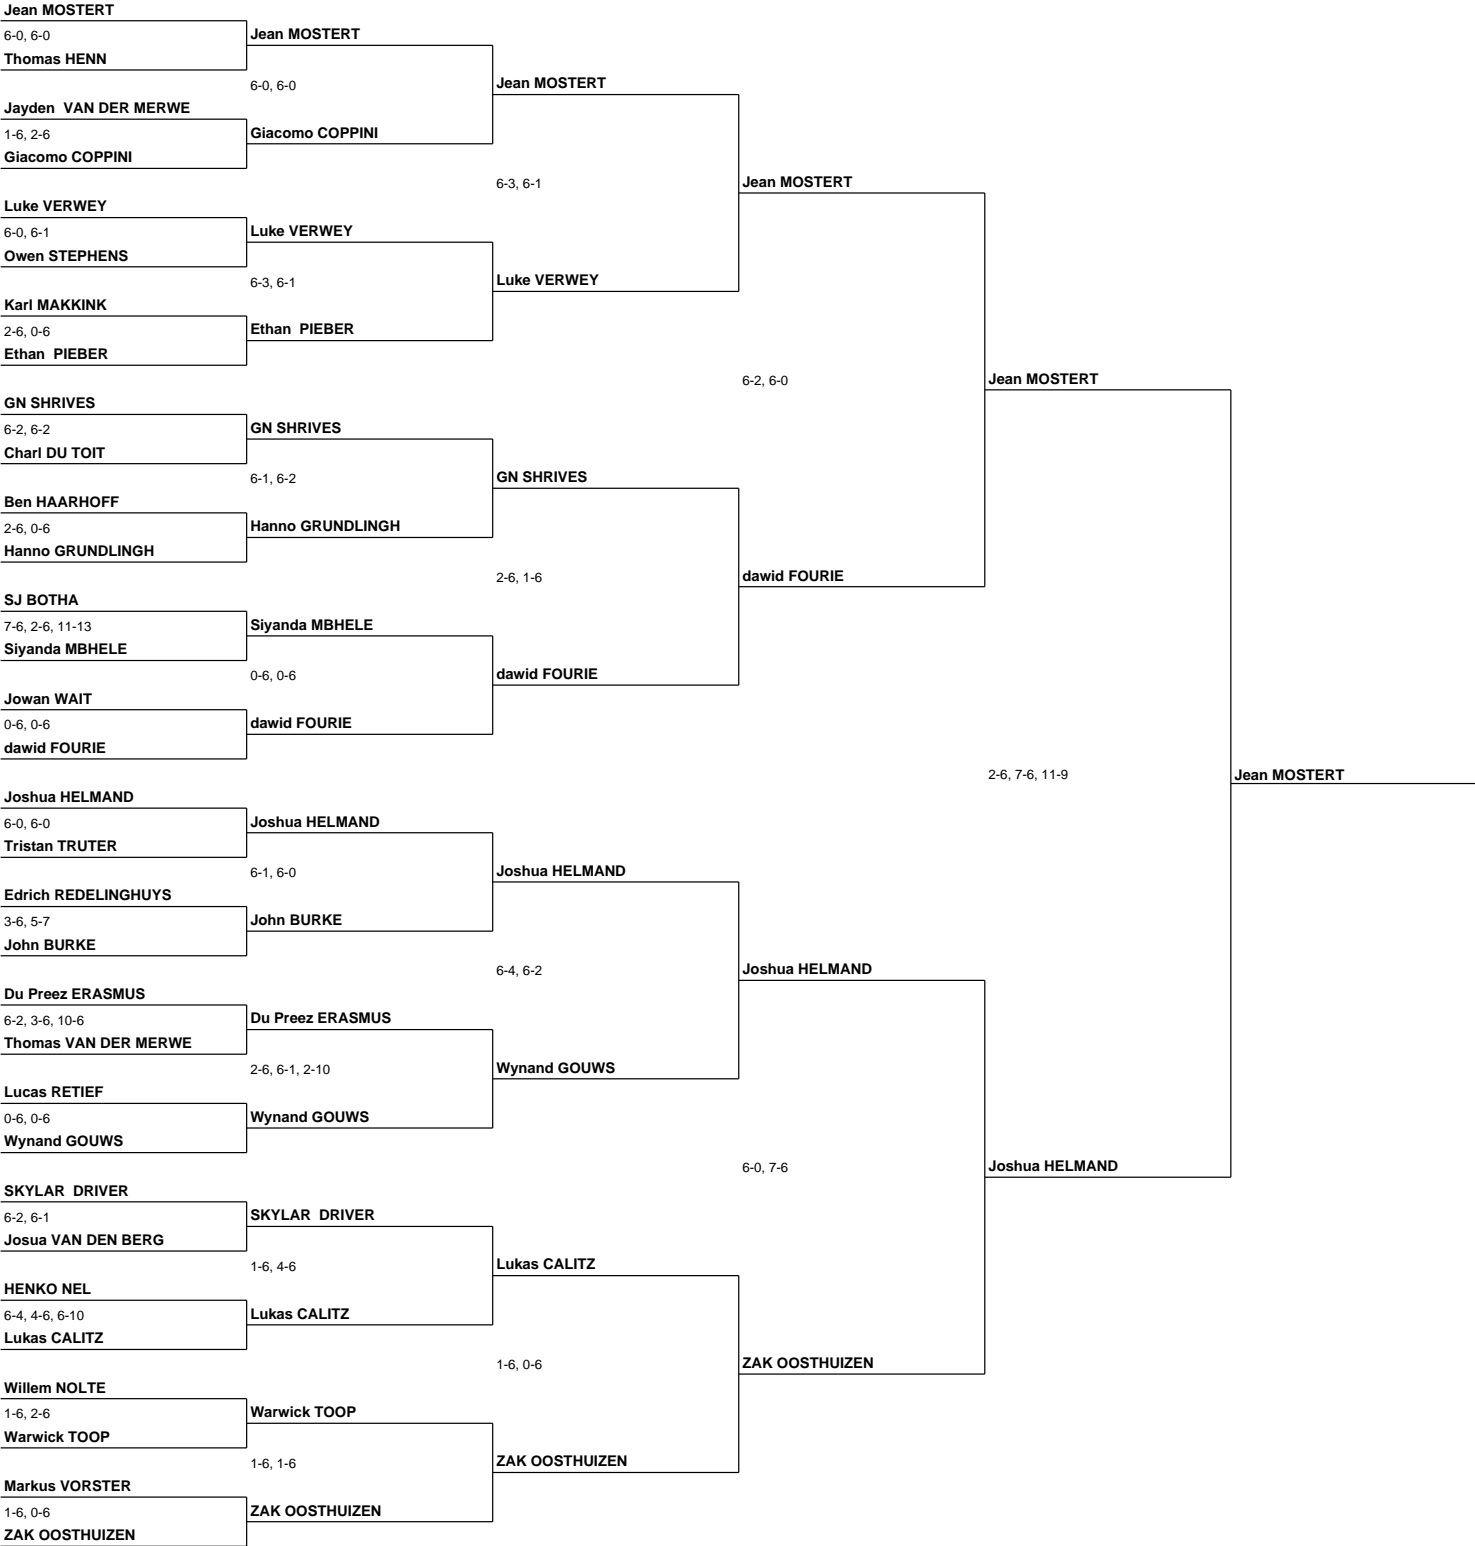 Jean MOSTERT
6-0, 6-0
Thomas HENN
Jayden  VAN DER MERWE
1-6, 2-6
Giacomo COPPINI
Luke VERWEY
6-0, 6-1
Owen STEPHENS
Karl MAKKINK
2-6, 0-6
Ethan  PIEBER
GN SHRIVES
6-2, 6-2
Charl DU TOIT
Ben HAARHOFF
2-6, 0-6
Hanno GRUNDLINGH
SJ BOTHA
7-6, 2-6, 11-13
Siyanda MBHELE
Jowan WAIT
0-6, 0-6
dawid FOURIE
Joshua HELMAND
6-0, 6-0
Tristan TRUTER
Edrich REDELINGHUYS
3-6, 5-7
John BURKE
Du Preez ERASMUS
6-2, 3-6, 10-6
Thomas VAN DER MERWE
Lucas RETIEF
0-6, 0-6
Wynand GOUWS
SKYLAR  DRIVER
6-2, 6-1
Josua VAN DEN BERG
HENKO NEL
6-4, 4-6, 6-10
Lukas CALITZ
Willem NOLTE
1-6, 2-6
Warwick TOOP
Markus VORSTER
1-6, 0-6
ZAK OOSTHUIZEN
Jean MOSTERT
6-0, 6-0
Giacomo COPPINI
Luke VERWEY
6-3, 6-1
Ethan  PIEBER
GN SHRIVES
6-1, 6-2
Hanno GRUNDLINGH
Siyanda MBHELE
0-6, 0-6
dawid FOURIE
Joshua HELMAND
6-1, 6-0
John BURKE
Du Preez ERASMUS
2-6, 6-1, 2-10
Wynand GOUWS
SKYLAR  DRIVER
1-6, 4-6
Lukas CALITZ
Warwick TOOP
1-6, 1-6
ZAK OOSTHUIZEN
Jean MOSTERT
6-3, 6-1
Luke VERWEY
GN SHRIVES
2-6, 1-6
dawid FOURIE
Joshua HELMAND
6-4, 6-2
Wynand GOUWS
Lukas CALITZ
1-6, 0-6
ZAK OOSTHUIZEN
Jean MOSTERT
6-2, 6-0
dawid FOURIE
Joshua HELMAND
6-0, 7-6
ZAK OOSTHUIZEN
Jean MOSTERT
2-6, 7-6, 11-9
Joshua HELMAND
Jean MOSTERT